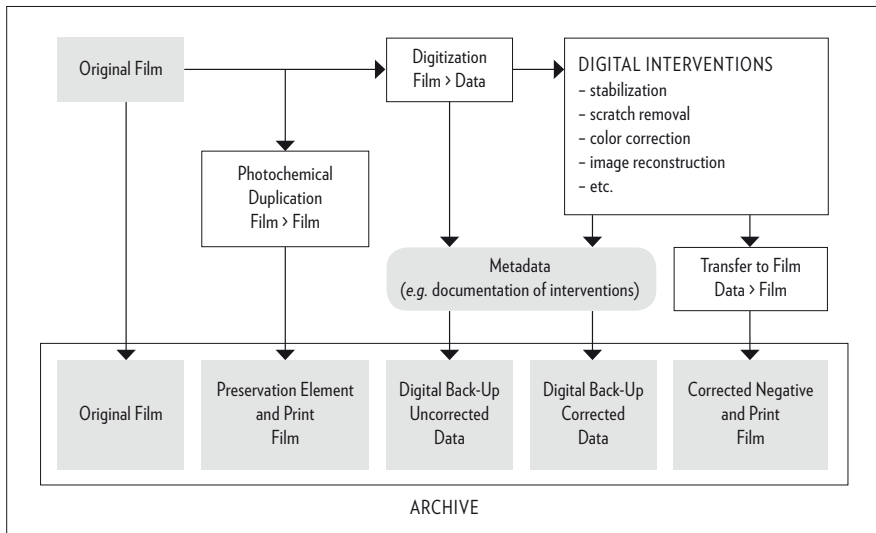 Original Film
Digitization
Film > Data
DIGITAL INTERVENTIONS
– stabilization
– scratch removal
– color correction
– image reconstruction
– etc.
Photochemical
Duplication
Film > Film
Metadata
(e.g. documentation of interventions)
Transfer to Film
Data > Film
Original Film
Preservation Element
and Print
Film
Digital Back-Up
Uncorrected
Data
Digital Back-Up
Corrected
Data
Corrected Negative
and Print
Film
ARCHIVE